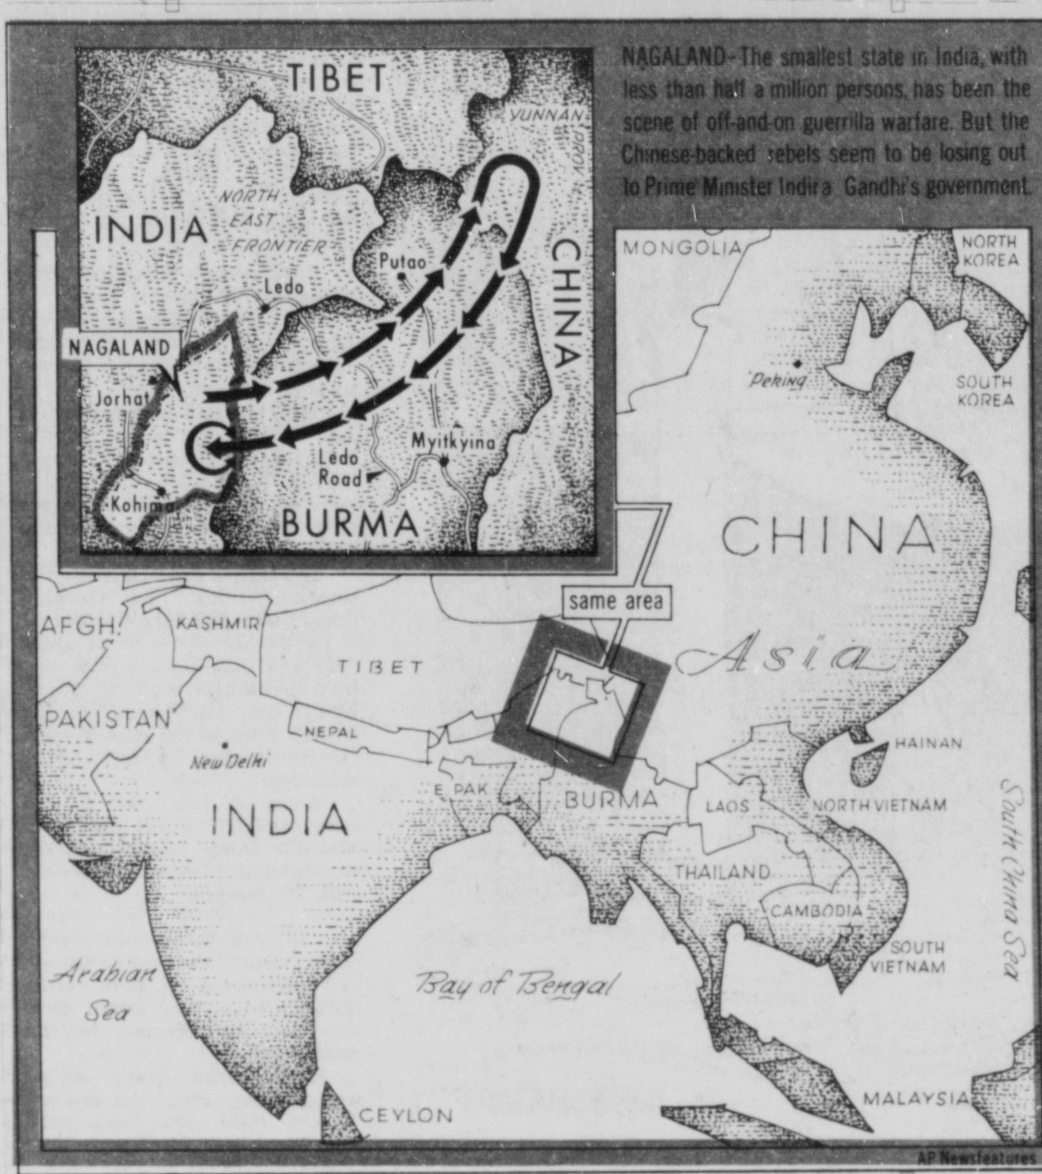 NAGALAND-The smallest state in India, with
less than half a million persons, has been the
scene of off-and-on guerrilla warfare. But the
Chinese-backed rebels seem to be losing out
to Prime Minister Indira Gandhi's government.
TIBET
YUNNAN PROV.
NORTH
EAST
FRONTIER
INDIA
CHINA
Putao
Ledo
NAGALAND
Jorhat
Myitkyina
Ledo
Road
Kohima
BURMA
MONGOLIA
NORTH
KOREA
Peking
SOUTH
KOREA
CHINA
same area
AFGH.
KASHMIR
TIBET
Asia
PAKISTAN
NEPAL
New Delhi
HAINAN
E. PAK
BURMA
LAOS
NORTH VIETNAM
INDIA
THAILAND
CAMBODIA
SOUTH
VIETNAM
South China Sea
Arabian
Sea
Bay of Bengal
CEYLON
MALAYSIA
AP Newsfeatures